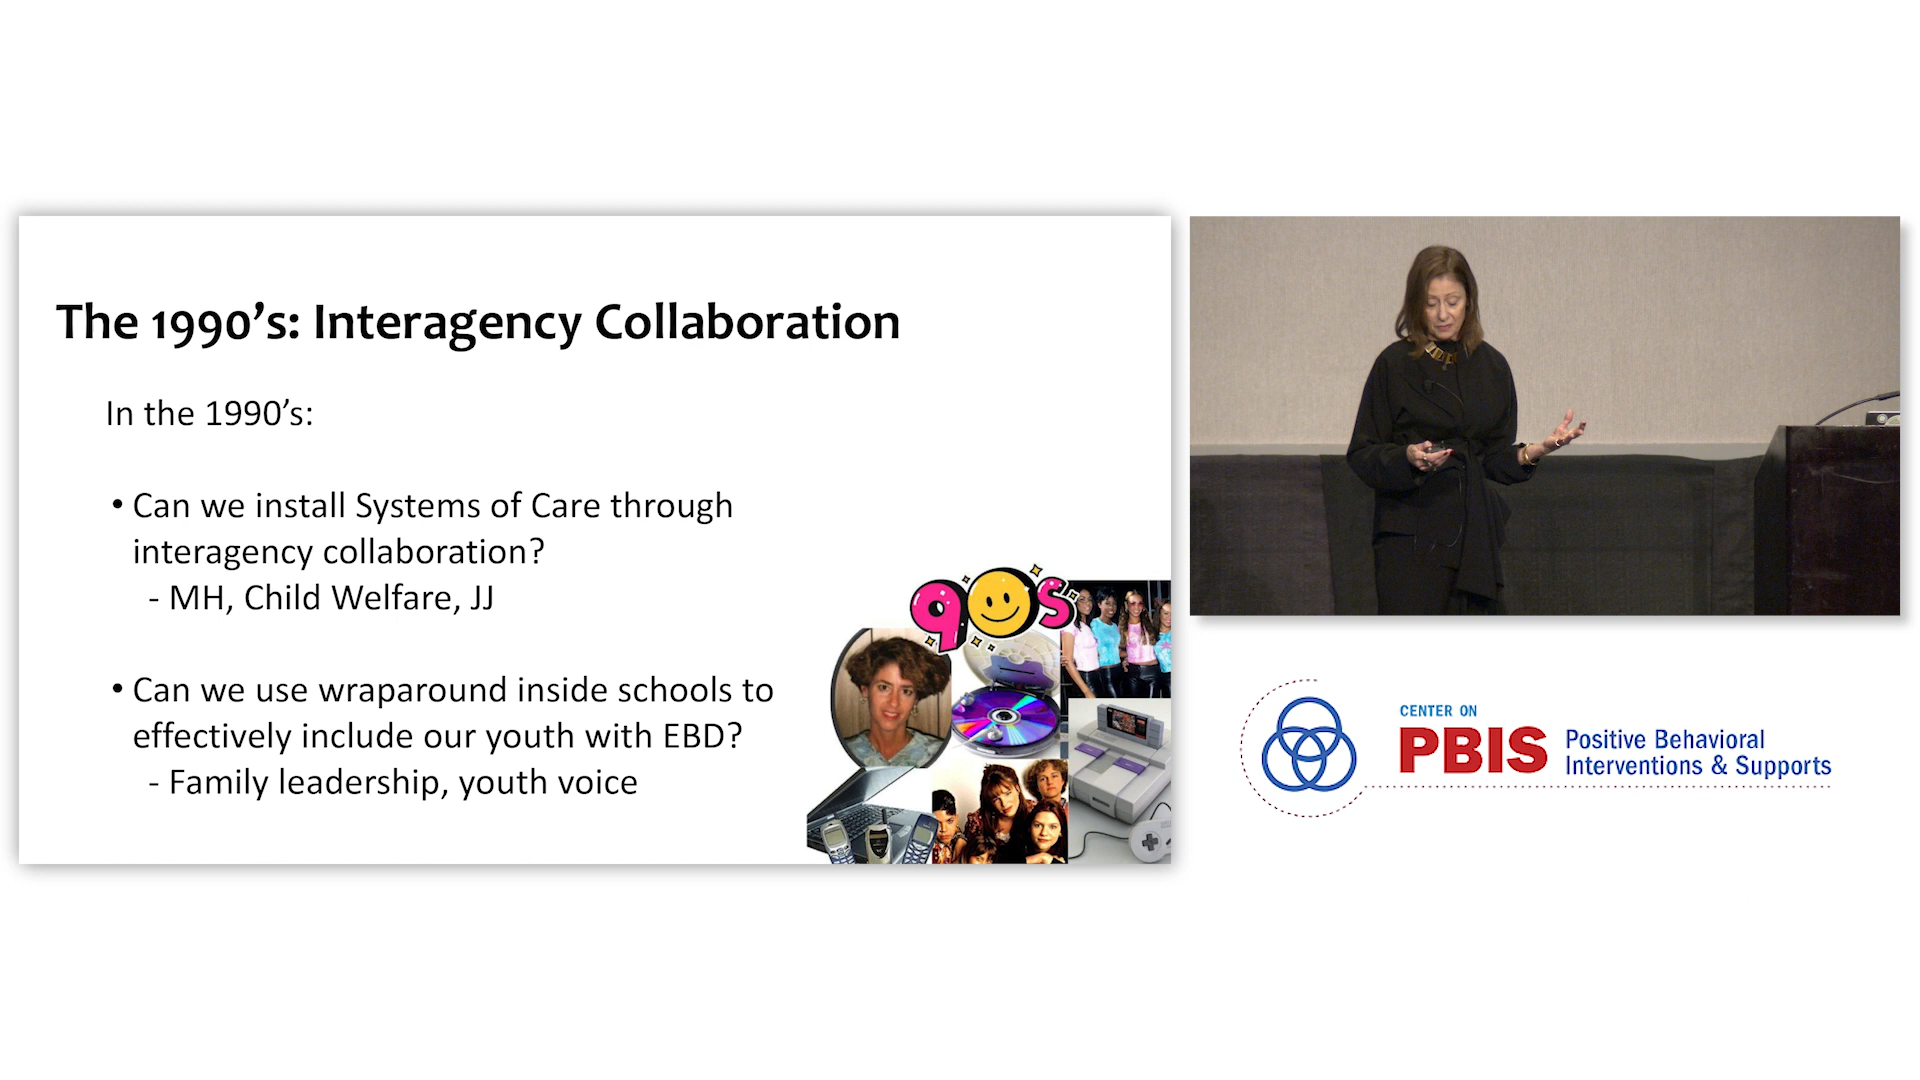 The 1990’s: Interagency Collaboration
In the 1990’s:
• Can we install Systems of Care through
interagency collaboration?
- MH, Child Welfare, JJ
• Can we use wraparound inside schools to
effectively include our youth with EBD?
- Family leadership, youth voice
90s
CENTER ON
PBIS
Positive Behavioral
Interventions & Supports